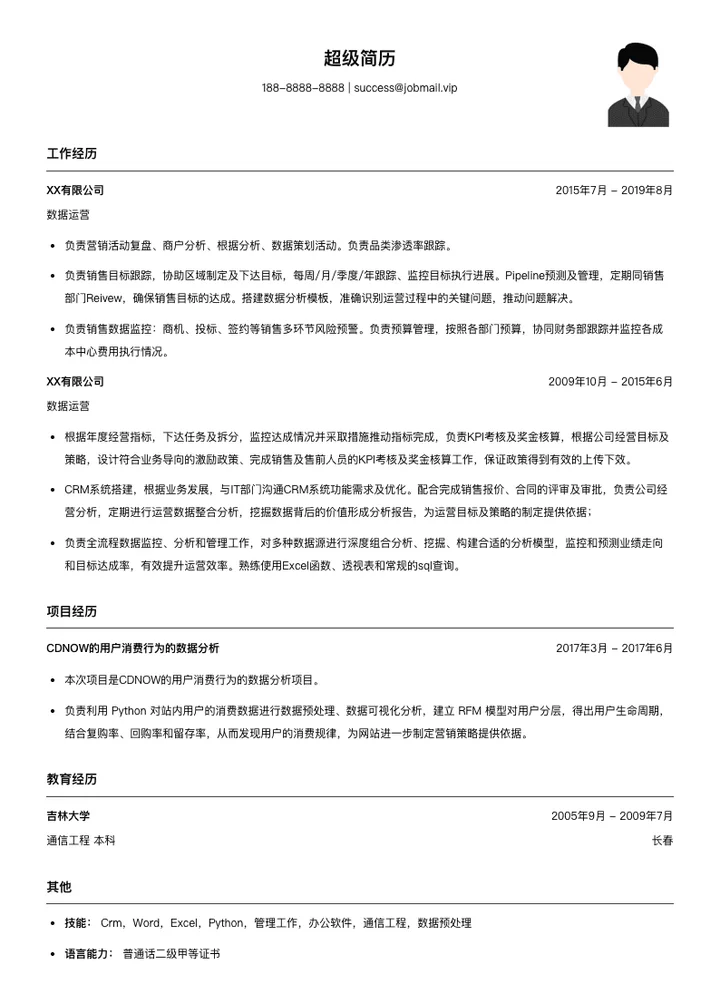 超级简历
188-8888-8888 | success@jobmail.vip
工作经历
XX有限公司 2015年7月 - 2019年8月
数据运营
• 负责营销活动复盘、商户分析、根据分析、数据策划活动。负责品类渗透率跟踪。
• 负责销售目标跟踪，协助区域制定及下达目标，每周/月/季度/年跟踪、监控目标执行进展。Pipeline预测及管理，定期同销售
部门Reivew，确保销售目标的达成。搭建数据分析模板，准确识别运营过程中的关键问题，推动问题解决。
• 负责销售数据监控：商机、投标、签约等销售多环节风险预警。负责预算管理，按照各部门预算，协同财务部跟踪并监控各成
本中心费用执行情况。
XX有限公司 2009年10月 - 2015年6月
数据运营
• 根据年度经营指标，下达任务及拆分，监控达成情况并采取措施推动指标完成，负责KPI考核及奖金核算，根据公司经营目标及
策略，设计符合业务导向的激励政策、完成销售及售前人员的KPI考核及奖金核算工作，保证政策得到有效的上传下效。
• CRM系统搭建，根据业务发展，与IT部门沟通CRM系统功能需求及优化。配合完成销售报价、合同的评审及审批，负责公司经
营分析，定期进行运营数据整合分析，挖掘数据背后的价值形成分析报告，为运营目标及策略的制定提供依据；
• 负责全流程数据监控、分析和管理工作，对多种数据源进行深度组合分析、挖掘、构建合适的分析模型，监控和预测业绩走向
和目标达成率，有效提升运营效率。熟练使用Excel函数、透视表和常规的sql查询。
项目经历
CDNOW的用户消费行为的数据分析 2017年3月 - 2017年6月
• 本次项目是CDNOW的用户消费行为的数据分析项目。
• 负责利用 Python 对站内用户的消费数据进行数据预处理、数据可视化分析，建立 RFM 模型对用户分层，得出用户生命周期，
结合复购率、回购率和留存率，从而发现用户的消费规律，为网站进一步制定营销策略提供依据。
教育经历
吉林大学 2005年9月 - 2009年7月
通信工程 本科 长春
其他
• 技能： Crm，Word，Excel，Python，管理工作，办公软件，通信工程，数据预处理
• 语言能力： 普通话二级甲等证书